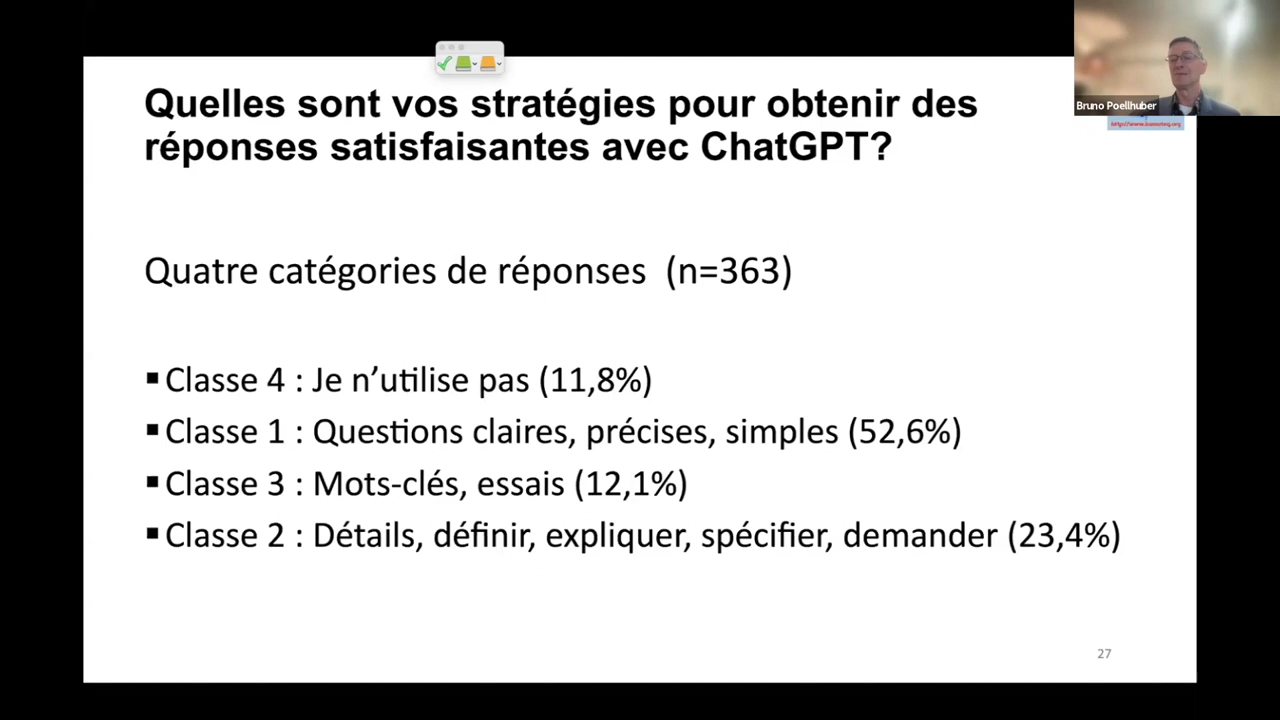 Bruno Poellhuber
Quelles sont vos stratégies pour obtenir des
réponses satisfaisantes avec ChatGPT?
Quatre catégories de réponses (n=363)
▪ Classe 4 : Je n’utilise pas (11,8%)
▪ Classe 1 : Questions claires, précises, simples (52,6%)
▪ Classe 3 : Mots-clés, essais (12,1%)
▪ Classe 2 : Détails, définir, expliquer, spécifier, demander (23,4%)
27